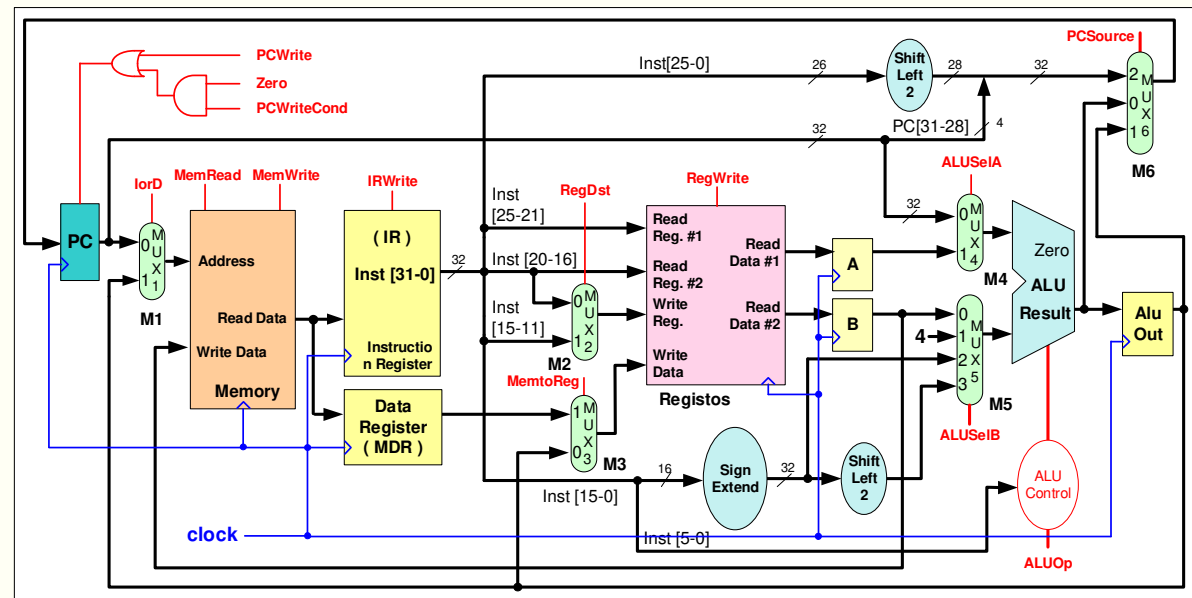 PCWrite
Zero
PCWriteCond
Inst[25-0]
26
Shift
Left
2
28
32
PCSource
2
0
1
M
U
X
6
M6
32
PC[31-28]
4
IorD
MemRead
MemWrite
IRWrite
RegDst
RegWrite
ALUSelA
PC
0
1
M
U
X
1
M1
Address
Read Data
Write Data
Memory
( IR )
Inst [31-0]
Instructio
n Register
32
Data
Register
( MDR )
Inst
[25-21]
Inst [20-16]
Inst
[15-11]
0
1
M
U
X
2
M2
MemtoReg
1
0
M
U
X
3
M3
Read
Reg. #1
Read
Reg. #2
Write
Reg.
Write
Data
Read
Data #1
Read
Data #2
Registos
A
B
32
0
1
M
U
X
4
M4
4
0
1
2
3
M
U
X
5
M5
ALUSelB
Zero
ALU
Result
Alu
Out
Inst [15-0]
16
Sign
Extend
32
Shift
Left
2
ALU
Control
ALUOp
clock
Inst [5-0]